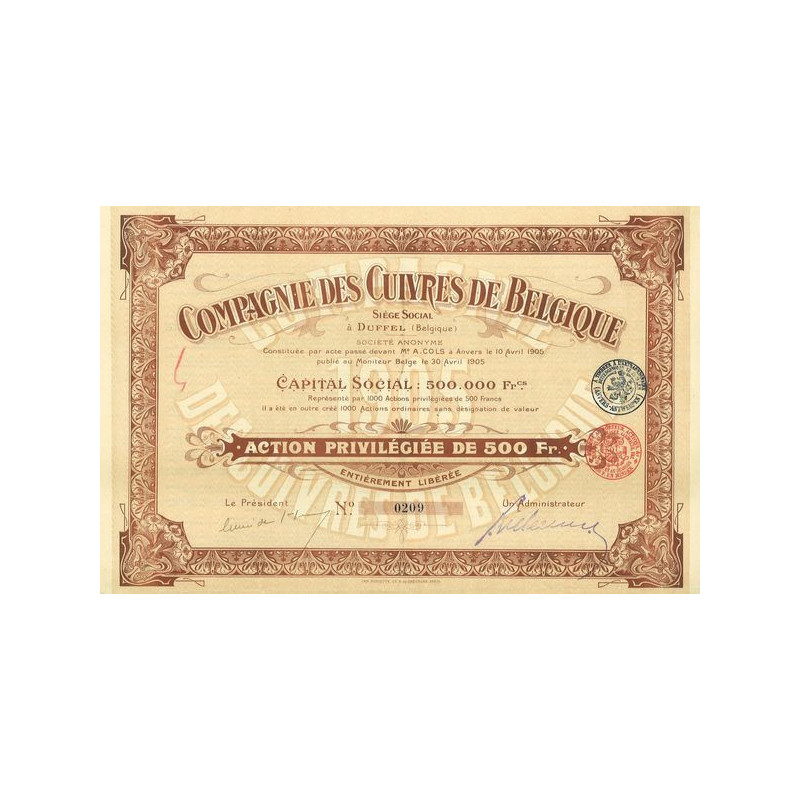 COMPAGNIE DES CUIVRES DE BELGIQUE
SIÉGE SOCIAL
à DUFFEL (Belgique)
SOCIÉTÉ ANONYME
Constituée par acte passé devant Me A. COLS à Anvers le 10 Avril 1905
publié au Moniteur Belge le 30 Avril 1905
CAPITAL SOCIAL: 500.000 Frcs
Représenté par 1000 Actions privilégiées de 500 Francs
il a été en outre créé 1000 Actions ordinaires sans désignation de valeur
ACTION PRIVILÉGIÉE DE 500 Fr.
ENTIÉREMENT LIBÉRÉE
Le Président No 0209 Un Administrateur